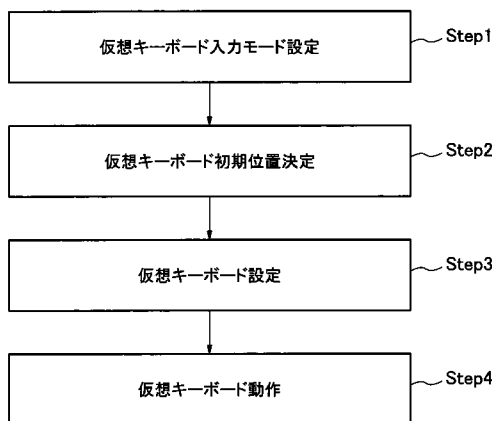 仮想キーボード入力モード設定
Step1
仮想キーボード初期位置決定
Step2
仮想キーボード設定
Step3
仮想キーボード動作
Step4